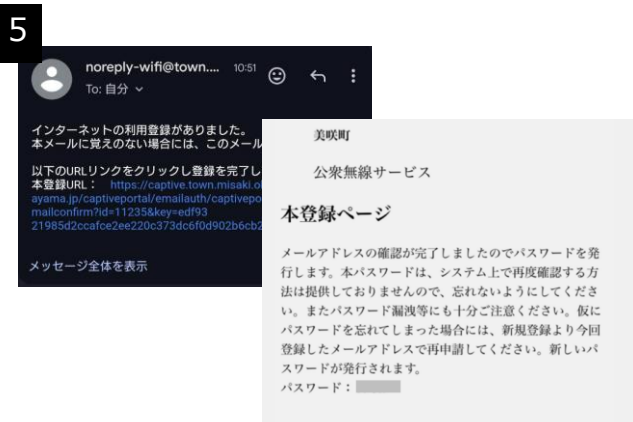 5
noreply-wifi@town.... 10:51
To: 自分
インターネットの利用登録がありました。
本メールに覚えのない場合には、このメール
以下のURLリンクをクリックし登録を完了し
本登録URL： https://captive.town.misaki.o
ayama.jp/captiveportal/emailauth/captivepo
mailconfirm?id=11235&key=edf93
21985d2ccafce2ee220c373dc6f0d902b6cb2
メッセージ全体を表示
美咲町
公衆無線サービス
本登録ページ
メールアドレスの確認が完了しましたのでパスワードを発
行します。本パスワードは、システム上で再度確認する方
法は提供しておりませんので、忘れないようにしてくださ
い。またパスワード漏洩等にも十分ご注意ください。仮に
パスワードを忘れてしまった場合には、新規登録より今回
登録したメールアドレスで再申請してください。新しいパ
スワードが発行されます。
パスワード：